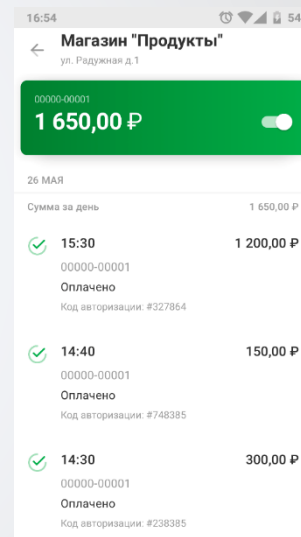 16:54
54
Магазин "Продукты"
ул. Радужная д.1
00000-00001
1 650,00 ₽
26 МАЯ
Сумма за день 1 650,00 ₽
15:30 1 200,00 ₽
00000-00001
Оплачено
Код авторизации: #327864
14:40 150,00 ₽
00000-00001
Оплачено
Код авторизации: #748385
14:30 300,00 ₽
00000-00001
Оплачено
Код авторизации: #238385